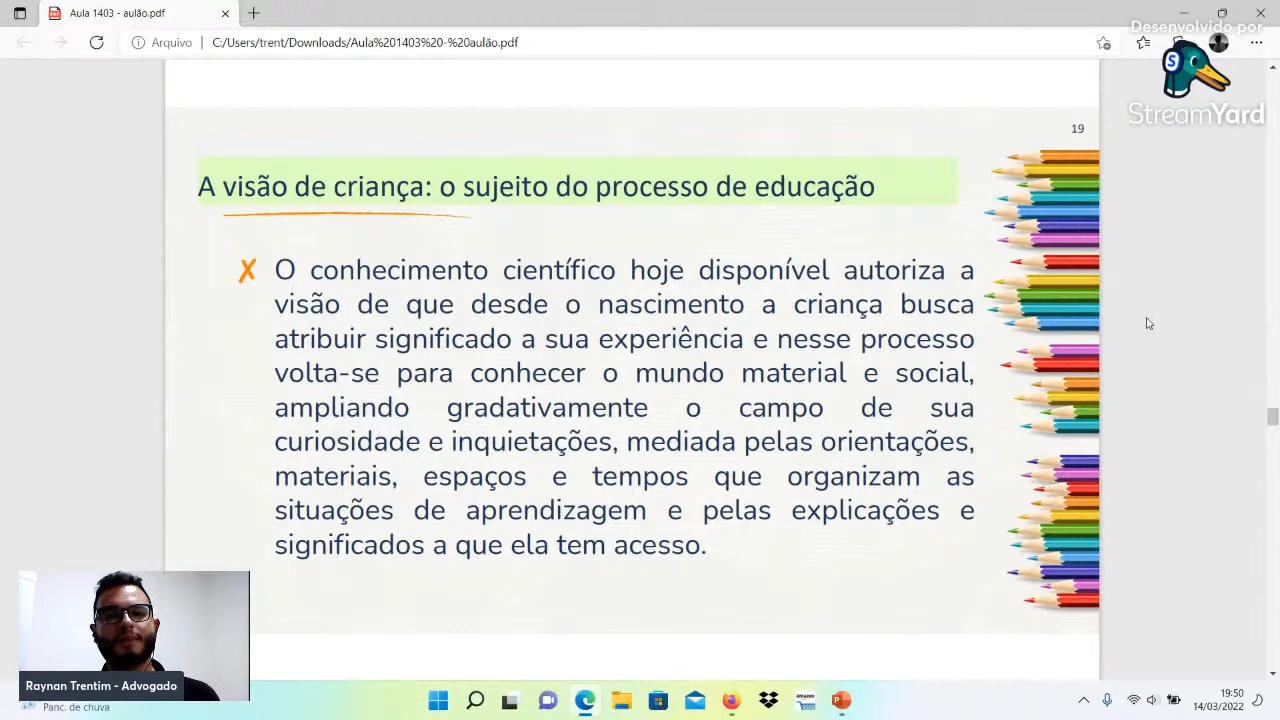 Aula 1403 - aulão.pdf
Desenvolvido por
Arquivo
C:/Users/trent/Downloads/Aula%201403%20-%20aulão.pdf
S
StreamYard
19
A visão de criança: o sujeito do processo de educação
✗ O conhecimento científico hoje disponível autoriza a
visão de que desde o nascimento a criança busca
atribuir significado a sua experiência e nesse processo
volta-se para conhecer o mundo material e social,
ampliando gradativamente o campo de sua
curiosidade e inquietações, mediada pelas orientações,
materiais, espaços e tempos que organizam as
situações de aprendizagem e pelas explicações e
significados a que ela tem acesso.
Raynan Trentim - Advogado
Panc. de chuva
amazon
19:50
14/03/2022